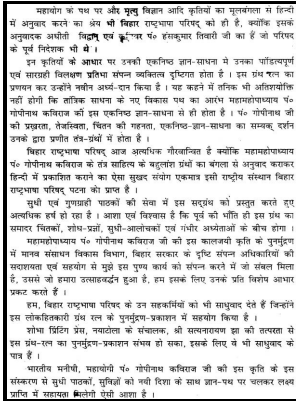 महायोग के पथ पर और मृत्यु विज्ञान आदि कृतियों का मूलबंगला से हिन्दी
में अनुवाद करने का श्रेय भी बिहार राष्ट्रभाषा परिषद् को ही है, क्योंकि इसके
अनुवादक अधीती विद्वान् एवं पं० हंसकुमार तिवारी जी का है जो परिषद्
के पूर्व निदेशक भी थे ।
इन कृतियों के आधार पर उनकी एकनिष्ठ ज्ञान-साधना में उनका पाण्डित्यपूर्ण
एवं सारग्राही विलक्षण प्रतिभा संपन्न व्यक्तित्व दृष्टिगत होता है । इस ग्रंथ का
प्रणयन कर उन्होंने नवीन अर्थ्य-दान किया है । यह कहने में तनिक भी अतिशयोक्ति
नहीं होगी कि तांत्रिक साधना के नए विकास पथ का आरंभ महामहोपाध्याय पं०
गोपीनाथ कविराज जी की इस एकनिष्ठ ज्ञान-साधना से ही होता है । पं० गोपीनाथ जी
की प्रखरता, तेजस्विता, चिंतन की गहनता, एकनिष्ठ-ज्ञान-साधना का सम्यक् दर्शन
उनके द्वारा प्रणीत तंत्र-ग्रंथों में होता है ।
बिहार राष्ट्रभाषा परिषद् आज अत्यधिक गौरवान्वित है क्योंकि महामहोपाध्याय
पं० गोपीनाथ कविराज के तंत्र साहित्य के बहुलांश ग्रंथों का बंगला से अनुवाद कराकर
हिन्दी में प्रकाशित कराने का ऐसा सुखद संयोग एकमात्र इसी राष्ट्रीय संस्थान बिहार
राष्ट्रभाषा परिषद् पटना को प्राप्त है ।
सुधी एवं गुणग्राही पाठकों की सेवा में इस सद्ग्रंथ को प्रस्तुत करते हुए
अत्यधिक हर्ष हो रहा है । आशा एवं विश्वास है कि पूर्व की भाँति ही इस ग्रंथ का
समादर चिंतकों, शोध-प्रज्ञों, सुधी-आलोचकों एवं गंभीर अध्येताओं के बीच होगा ।
महामहोपाध्याय पं० गोपीनाथ कविराज जी की इस कालजयी कृति के पुनर्मुद्रण
में मानव संसाधन विकास विभाग, बिहार सरकार के दृष्टि संपन्न अधिकारियों की
सदाशयता एवं सहयोग से मुझे इस पुण्य कार्य को संपन्न करने में जो संबल मिला
है, उससे जो हमारा उत्साहवर्द्धन हुआ है, हम इसके लिए उनके प्रति विशेष आभार
प्रकट करते हैं ।
हम, बिहार राष्ट्रभाषा परिषद् के उन सहकर्मियों को भी साधुवाद देते हैं जिन्होंने
इस लोकहितकारी ग्रंथ रत्न के पुनर्मुद्रण-प्रकाशन में सहयोग किया है ।
शोभा प्रिंटिंग प्रेस, नयाटोला के संचालक, श्री सत्यनारायण झा की तत्परता से
इस ग्रंथ-रत्न का पुनर्मुद्रण-प्रकाशन संभव हो सका, इसके लिए वे भी साधुवाद के
पात्र हैं ।
भारतीय मनीषी, महायोगी पं० गोपीनाथ कविराज जी की इस कृति के इस
संस्करण से सुधी पाठकों, सुविज्ञों को नयी दिशा के साथ ज्ञान-पथ पर चलकर लक्ष्य
प्राप्ति में सहायता मिलेगी ऐसी आशा है ।